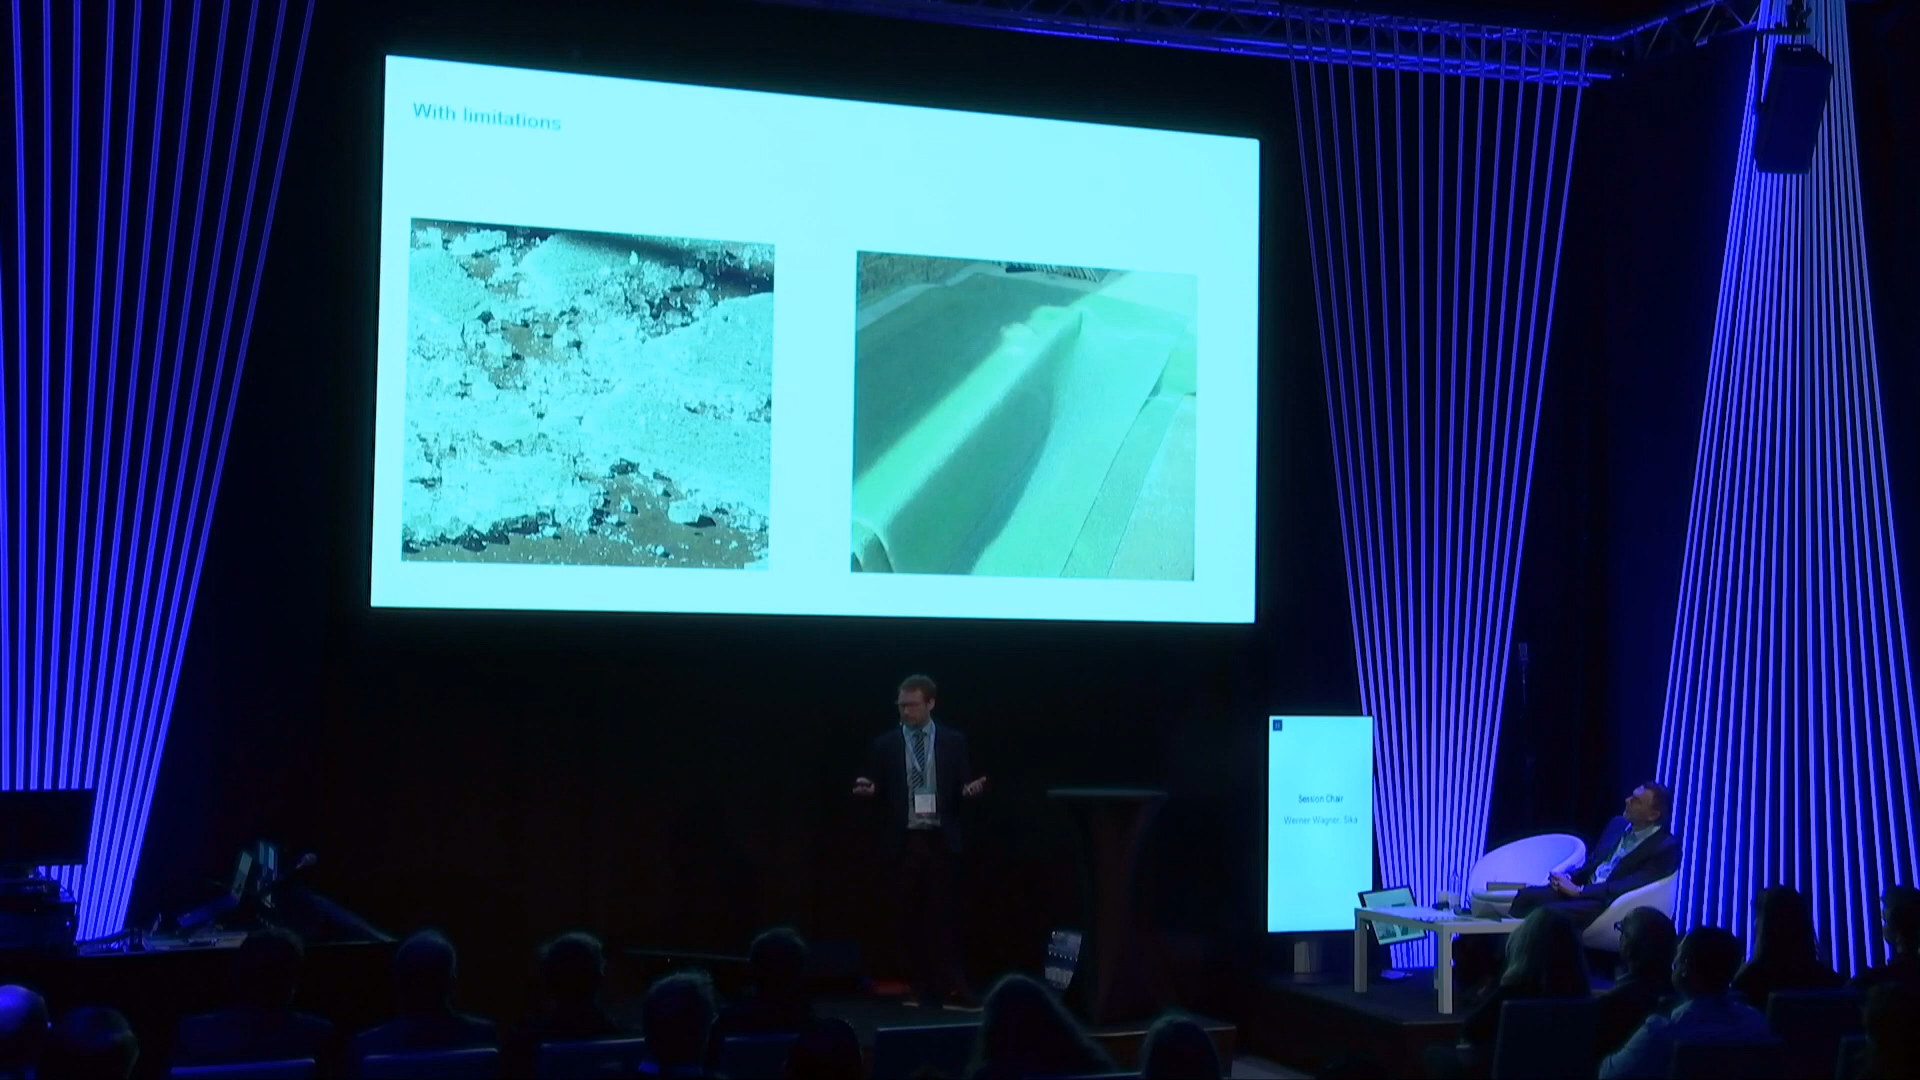 With limitations
Session Chair
Werner Wagner, Sika